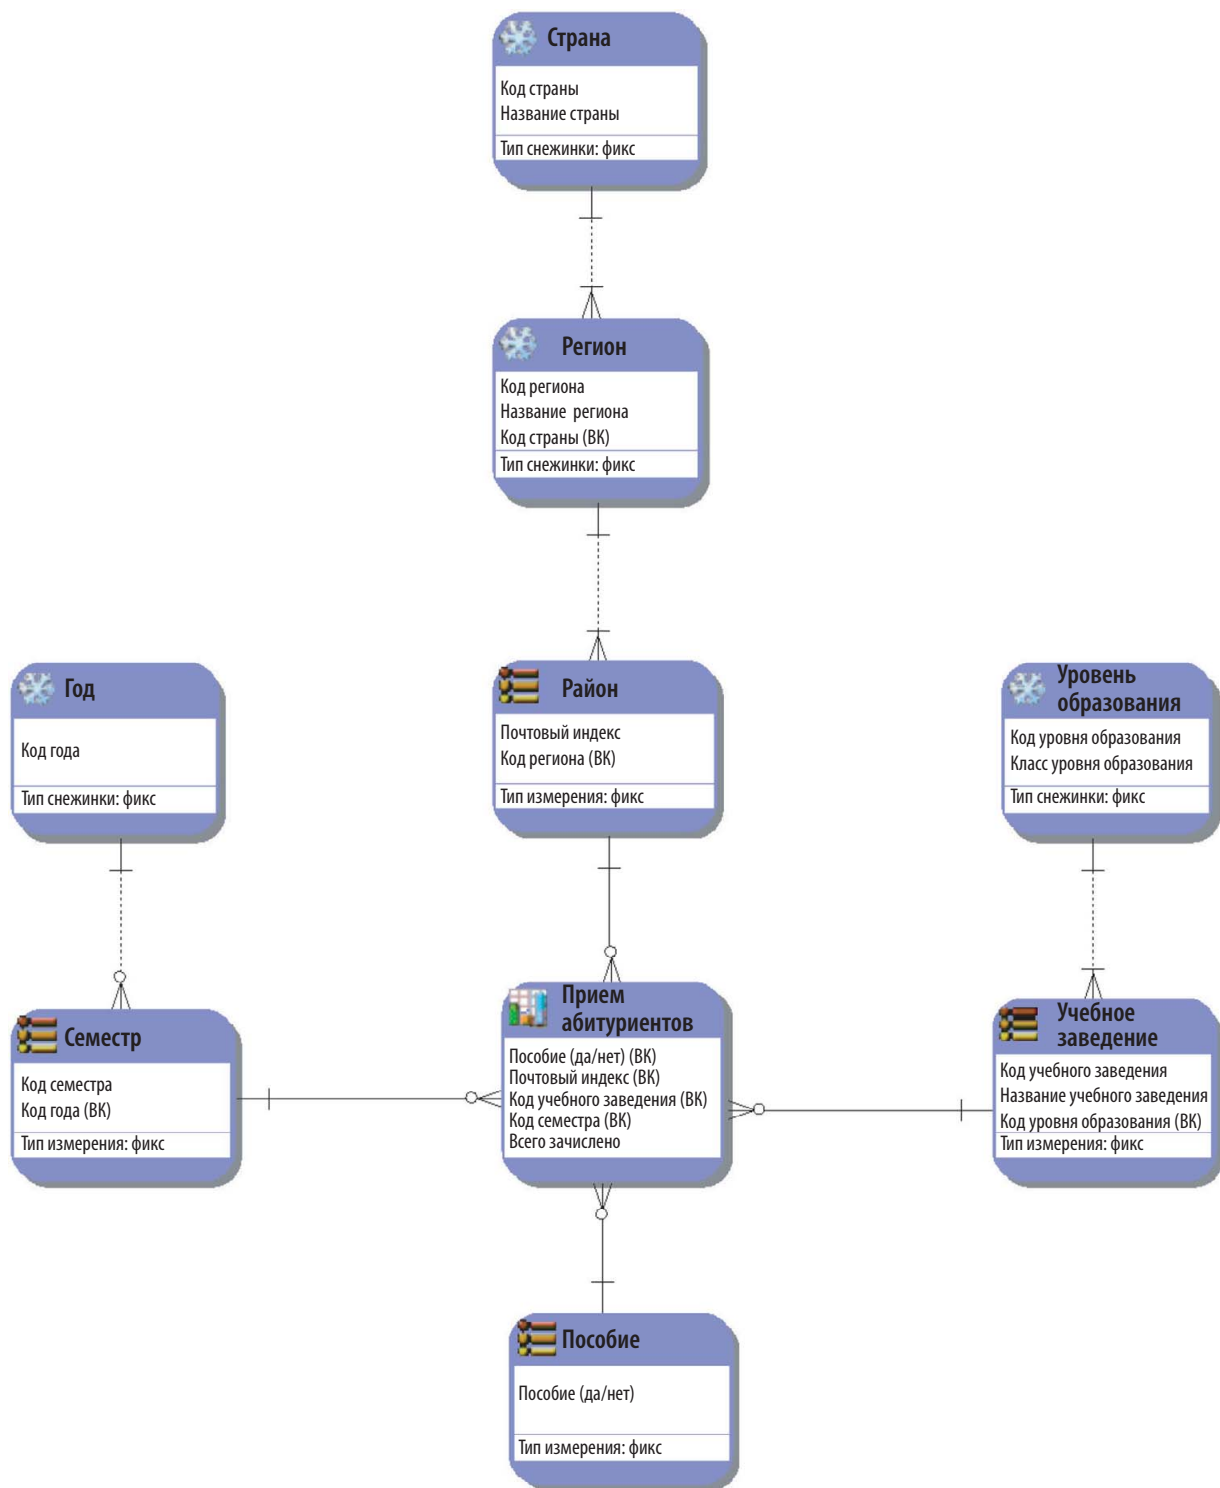 Страна
Код страны
Название страны
Тип снежинки: фикс
Регион
Код региона
Название региона
Код страны (ВК)
Тип снежинки: фикс
Год
Код года
Тип снежинки: фикс
Район
Почтовый индекс
Код региона (ВК)
Тип измерения: фикс
Уровень
образования
Код уровня образования
Класс уровня образования
Тип снежинки: фикс
Семестр
Код семестра
Код года (ВК)
Тип измерения: фикс
Прием
абитуриентов
Пособие (да/нет) (ВК)
Почтовый индекс (ВК)
Код учебного заведения (ВК)
Код семестра (ВК)
Всего зачислено
Учебное
заведение
Код учебного заведения
Название учебного заведения
Код уровня образования (ВК)
Тип измерения: фикс
Пособие
Пособие (да/нет)
Тип измерения: фикс